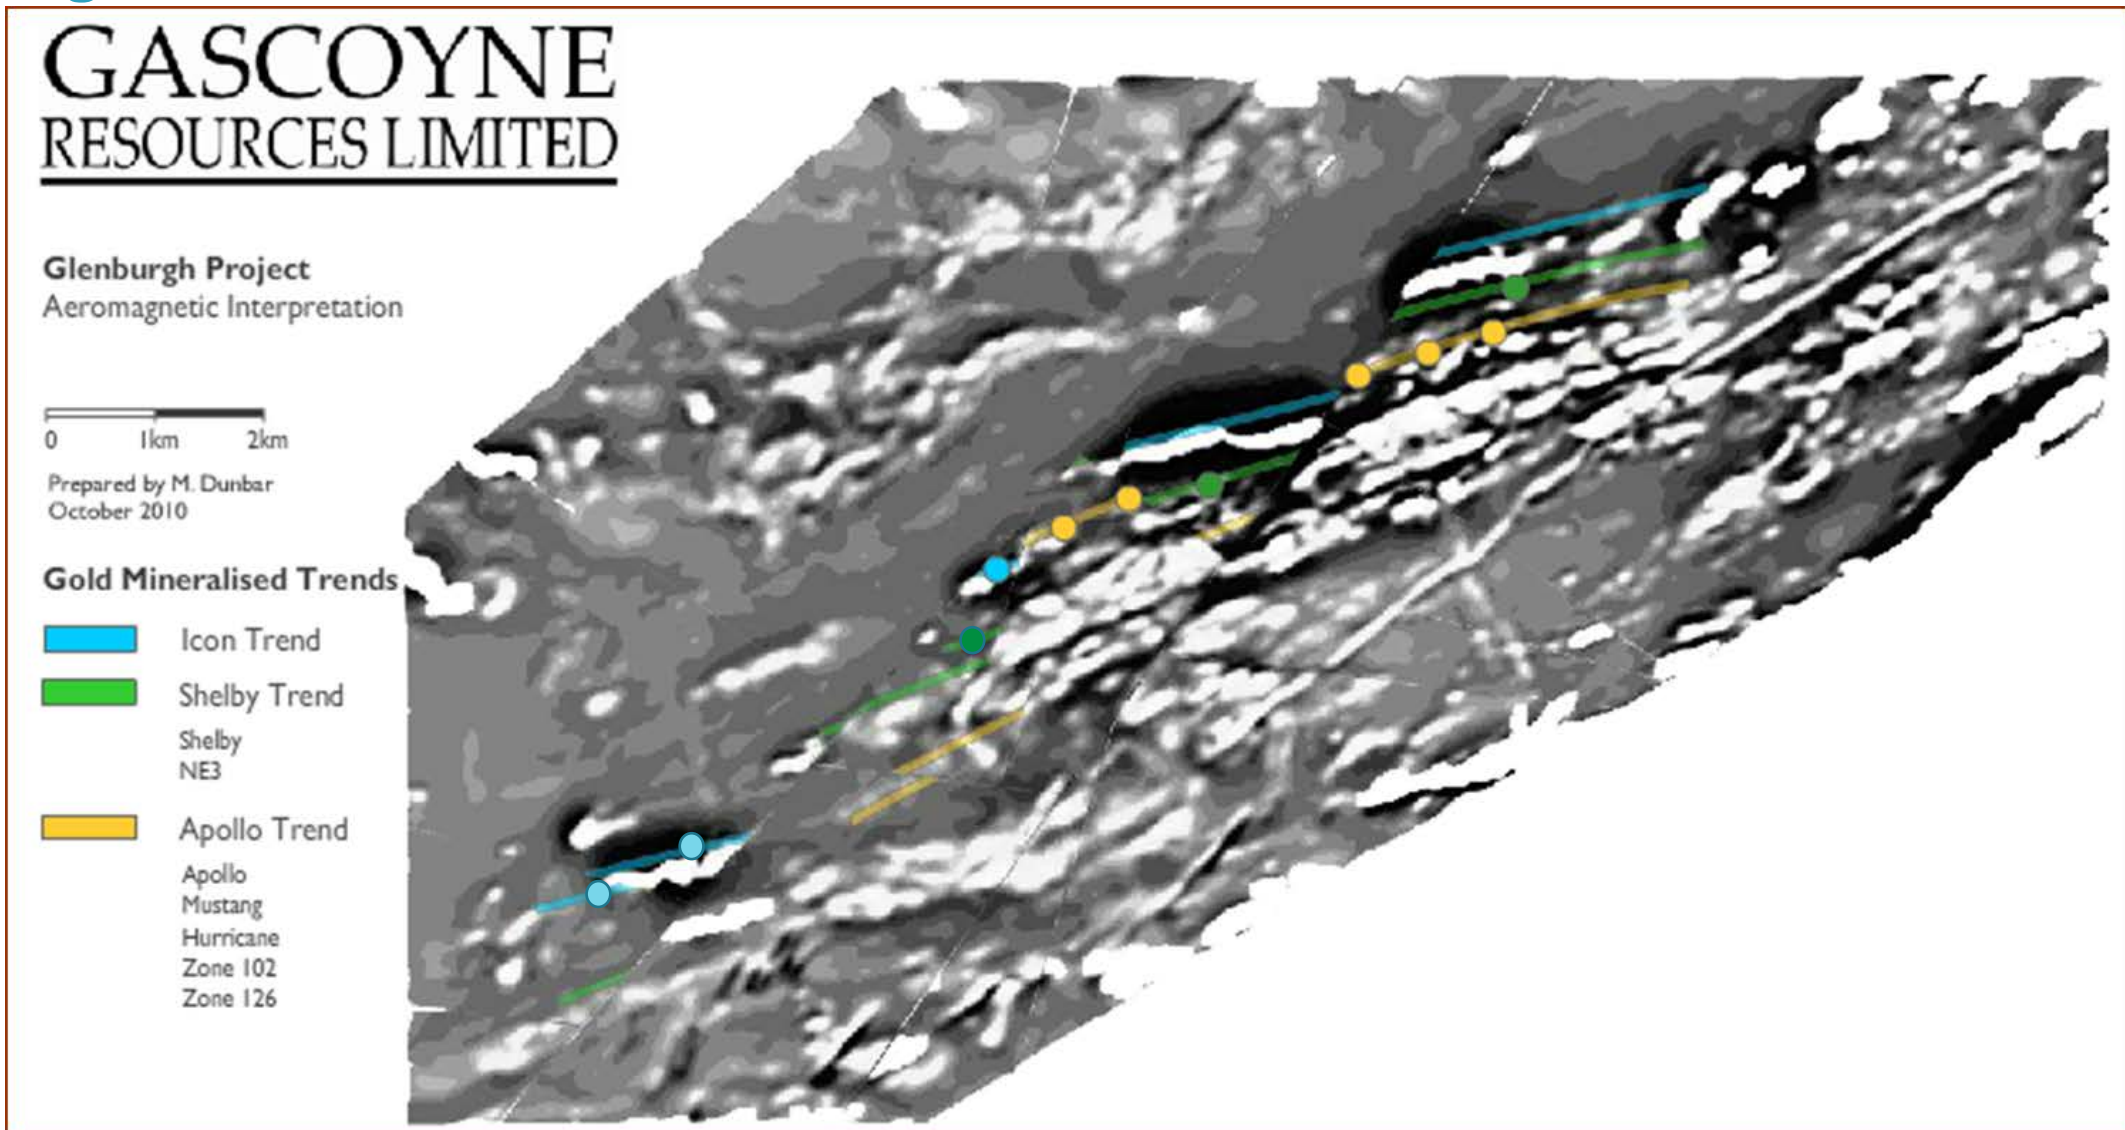 GASCOYNE
RESOURCES LIMITED
Glenburgh Project
Aeromagnetic Interpretation
0 1km 2km
Prepared by M. Dunbar
October 2010
Gold Mineralised Trends
Icon Trend
Shelby Trend
Shelby
NE3
Apollo Trend
Apollo
Mustang
Hurricane
Zone 102
Zone 126